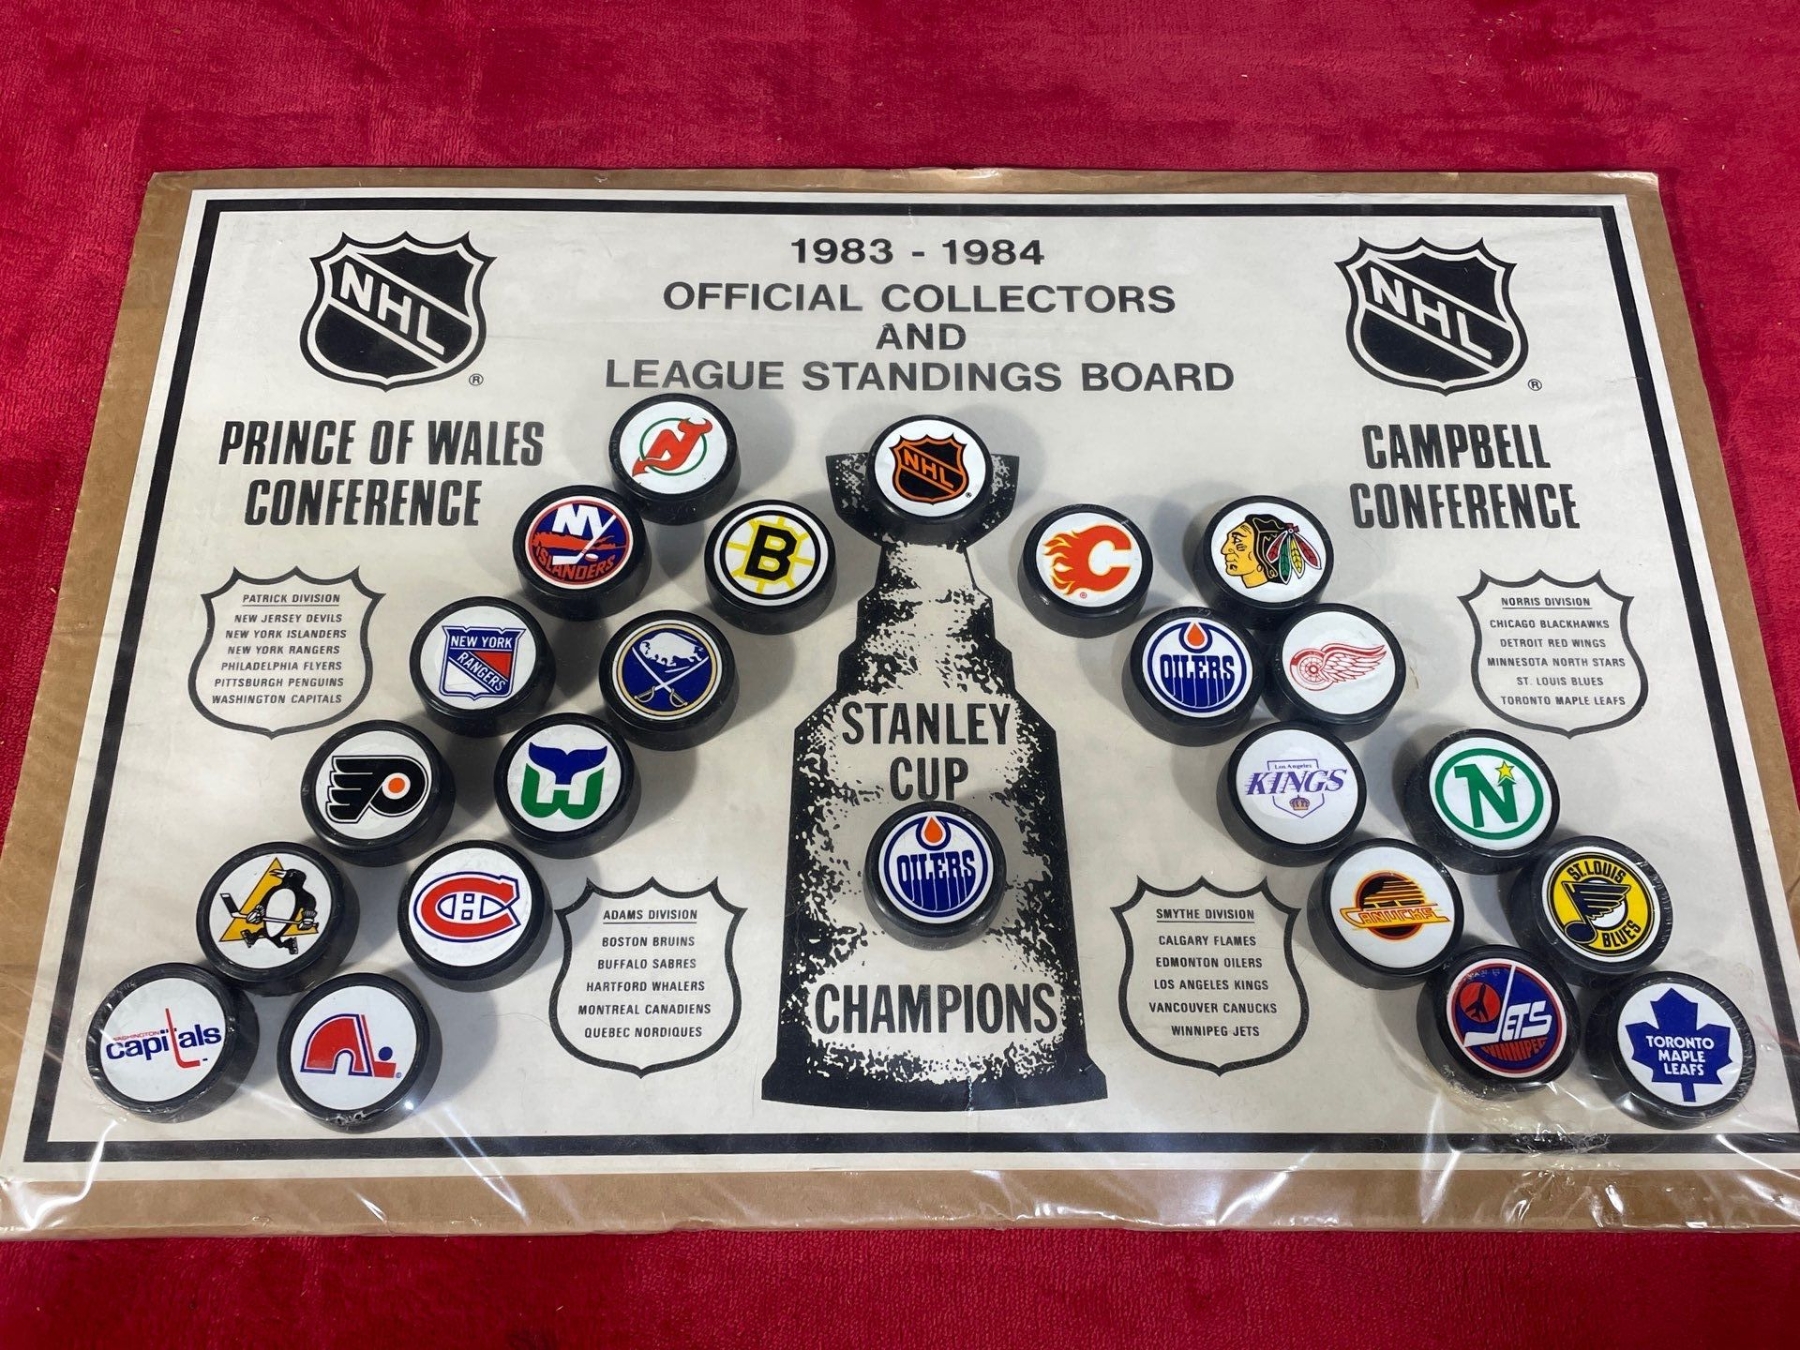 1983 - 1984
OFFICIAL COLLECTORS
AND
LEAGUE STANDINGS BOARD
NHL
®
NHL
®
PRINCE OF WALES
CONFERENCE
CAMPBELL
CONFERENCE
NHL
PATRICK DIVISION
NEW JERSEY DEVILS
NEW YORK ISLANDERS
NEW YORK RANGERS
PHILADELPHIA FLYERS
PITTSBURGH PENGUINS
WASHINGTON CAPITALS
NORRIS DIVISION
CHICAGO BLACKHAWKS
DETROIT RED WINGS
MINNESOTA NORTH STARS
ST. LOUIS BLUES
TORONTO MAPLE LEAFS
NY
ISLANDERS
B
C
NEW YORK
RANGERS
OILERS
STANLEY
CUP
OILERS
CHAMPIONS
Los Angeles
KINGS
N
P
W
CH
CANUCKS
ST. LOUIS
BLUES
ADAMS DIVISION
BOSTON BRUINS
BUFFALO SABRES
HARTFORD WHALERS
MONTREAL CANADIENS
QUEBEC NORDIQUES
SMYTHE DIVISION
CALGARY FLAMES
EDMONTON OILERS
LOS ANGELES KINGS
VANCOUVER CANUCKS
WINNIPEG JETS
WASHINGTON
capitals
JETS
WINNIPEG
TORONTO
MAPLE
LEAFS